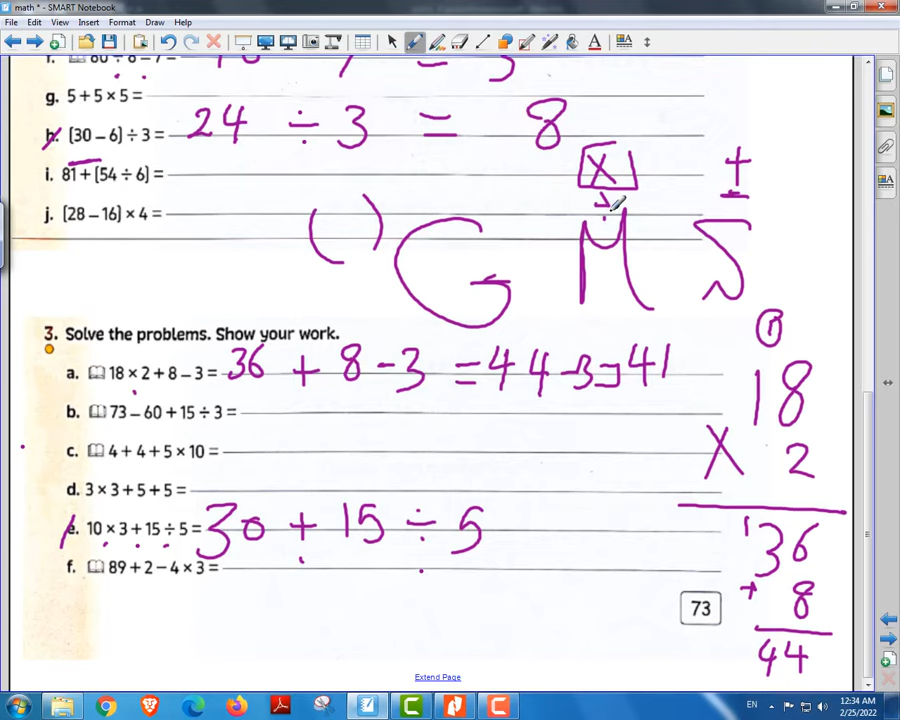 math * - SMART Notebook
File Edit View Insert Format Draw Help
g. 5 + 5 × 5 =
h. (30 – 6) ÷ 3 = 24 ÷ 3 = 8
i. 81 + (54 ÷ 6) =
j. (28 – 16) × 4 =
X
÷
+
-
( ) G M S
3. Solve the problems. Show your work.
a. 18 × 2 + 8 – 3 = 36 + 8 - 3 = 44 - 3 = 41
b. 73 – 60 + 15 ÷ 3 =
c. 4 + 4 + 5 × 10 =
d. 3 × 3 + 5 + 5 =
e. 10 × 3 + 15 ÷ 5 = 30 + 15 ÷ 5
f. 89 + 2 – 4 × 3 =
1
18
X 2
1
36
+ 8
44
73
Extend Page
EN
12:34 AM
2/25/2022